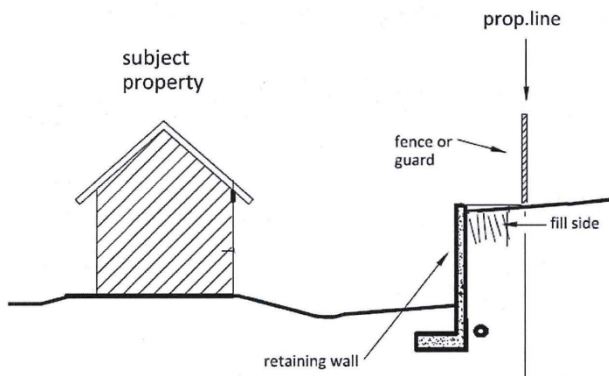 prop.line
subject
property
fence or
guard
fill side
retaining wall